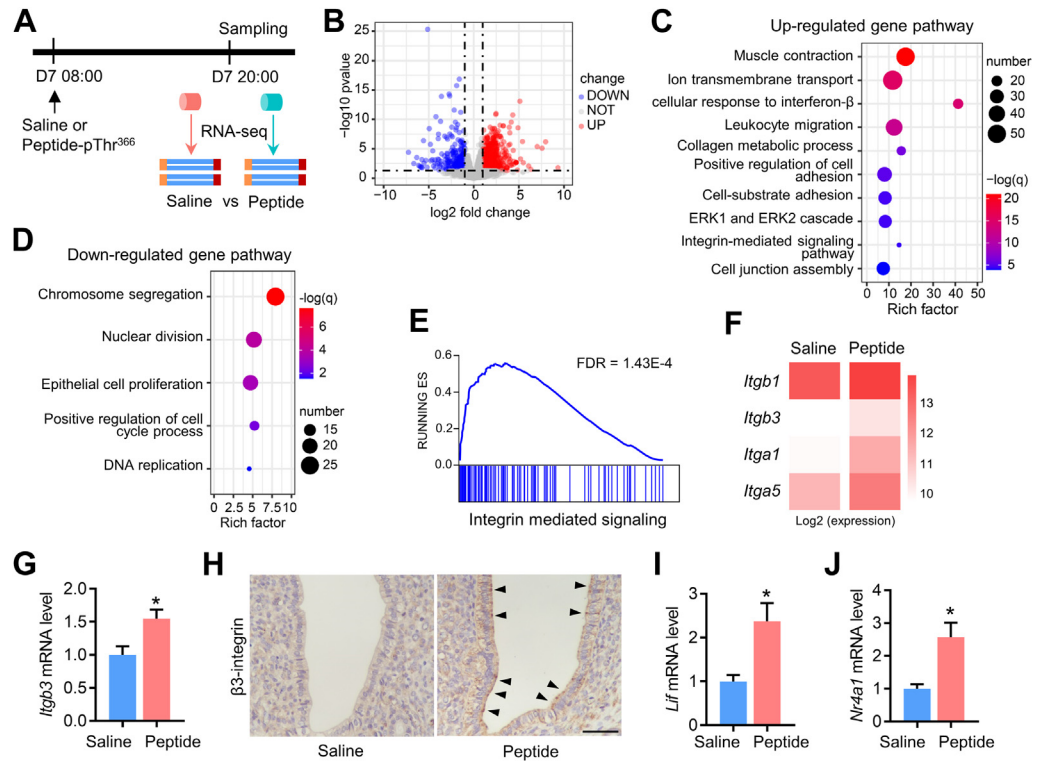 A
Sampling
D7 08:00
D7 20:00
Saline or
Peptide-pThr366
RNA-seq
Saline vs Peptide
B
−log10 pvalue
25
20
15
10
5
0
−10
−5
0
5
10
log2 fold change
change
DOWN
NOT
UP
C
Up-regulated gene pathway
Muscle contraction
Ion transmembrane transport
cellular response to interferon-β
Leukocyte migration
Collagen metabolic process
Positive regulation of cell
adhesion
Cell-substrate adhesion
ERK1 and ERK2 cascade
Integrin-mediated signaling
pathway
Cell junction assembly
0 10 20 30 40 50
Rich factor
number
20
30
40
50
−log(q)
20
15
10
5
D
Down-regulated gene pathway
Chromosome segregation
Nuclear division
Epithelial cell proliferation
Positive regulation of cell
cycle process
DNA replication
0 2.5 5 7.5 10
Rich factor
-log(q)
6
4
2
number
15
20
25
E
RUNNING ES
0.6
0.4
0.2
0.0
FDR = 1.43E-4
Integrin mediated signaling
F
Saline Peptide
Itgb1
Itgb3
Itga1
Itga5
13
12
11
10
Log2 (expression)
G
Itgb3 mRNA level
2.0
1.5
1.0
0.5
0.0
*
Saline Peptide
H
β3-integrin
Saline
Peptide
I
Lif mRNA level
3
2
1
0
*
Saline Peptide
J
Nr4a1 mRNA level
4
3
2
1
0
*
Saline Peptide